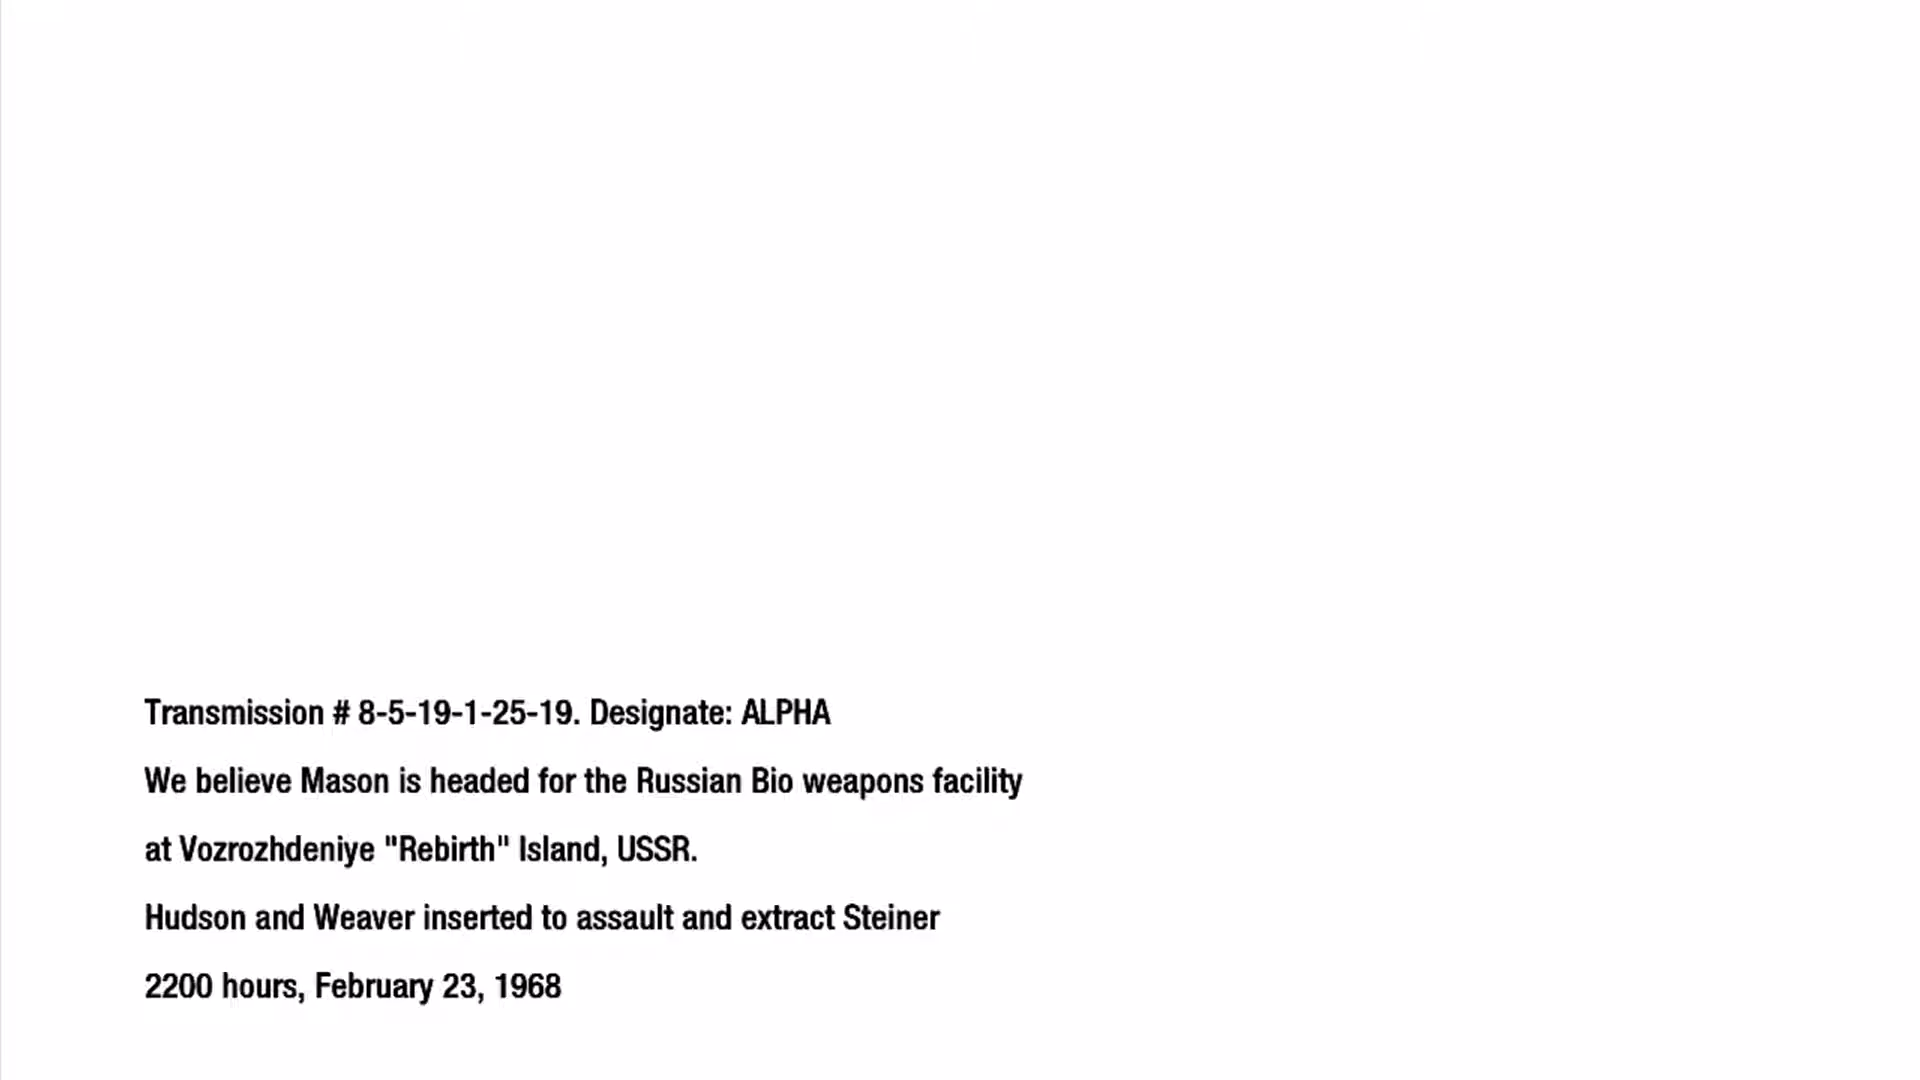 Transmission # 8-5-19-1-25-19. Designate: ALPHA
We believe Mason is headed for the Russian Bio weapons facility
at Vozrozhdeniye "Rebirth" Island, USSR.
Hudson and Weaver inserted to assault and extract Steiner
2200 hours, February 23, 1968